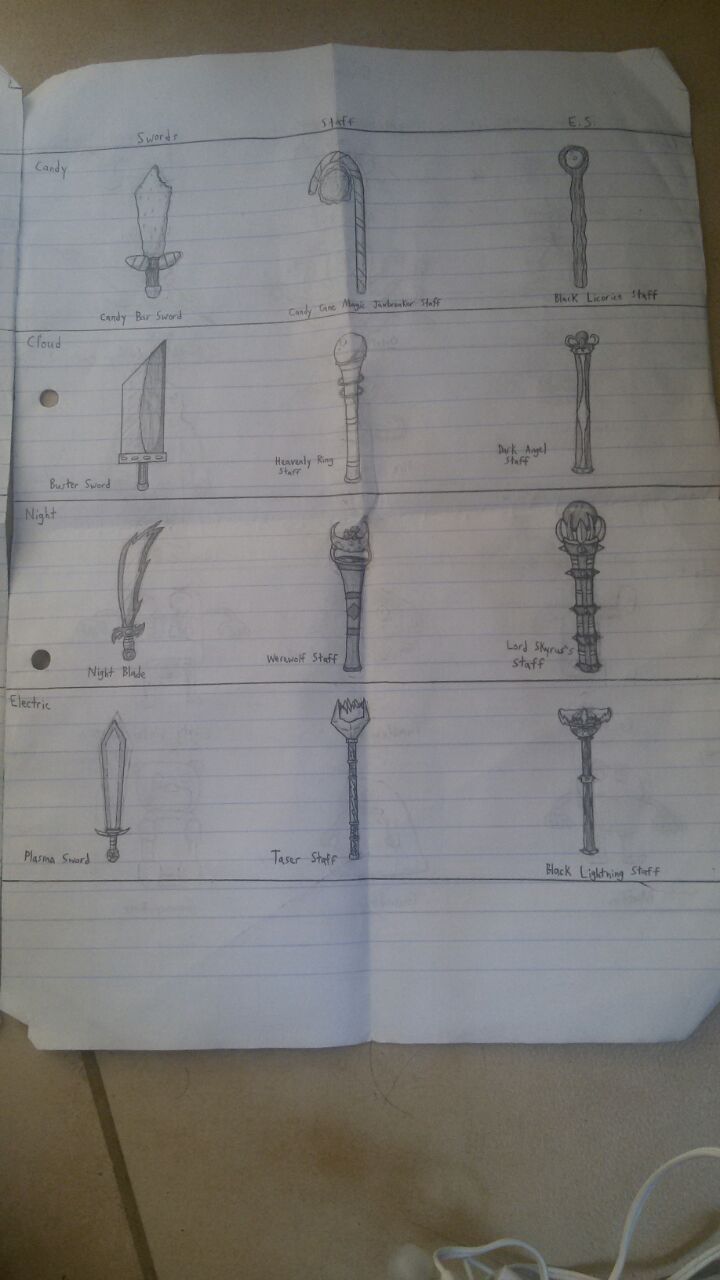 Swords
Staff
E.S.
Candy
Candy Bar Sword
Candy Cane Magic Jawbreaker Staff
Black Licorice Staff
Cloud
Buster Sword
Heavenly Ring
Staff
Dark Angel
Staff
Night
Night Blade
Werewolf Staff
Lord Skyrus's
Staff
Electric
Plasma Sword
Taser Staff
Black Lightning Staff